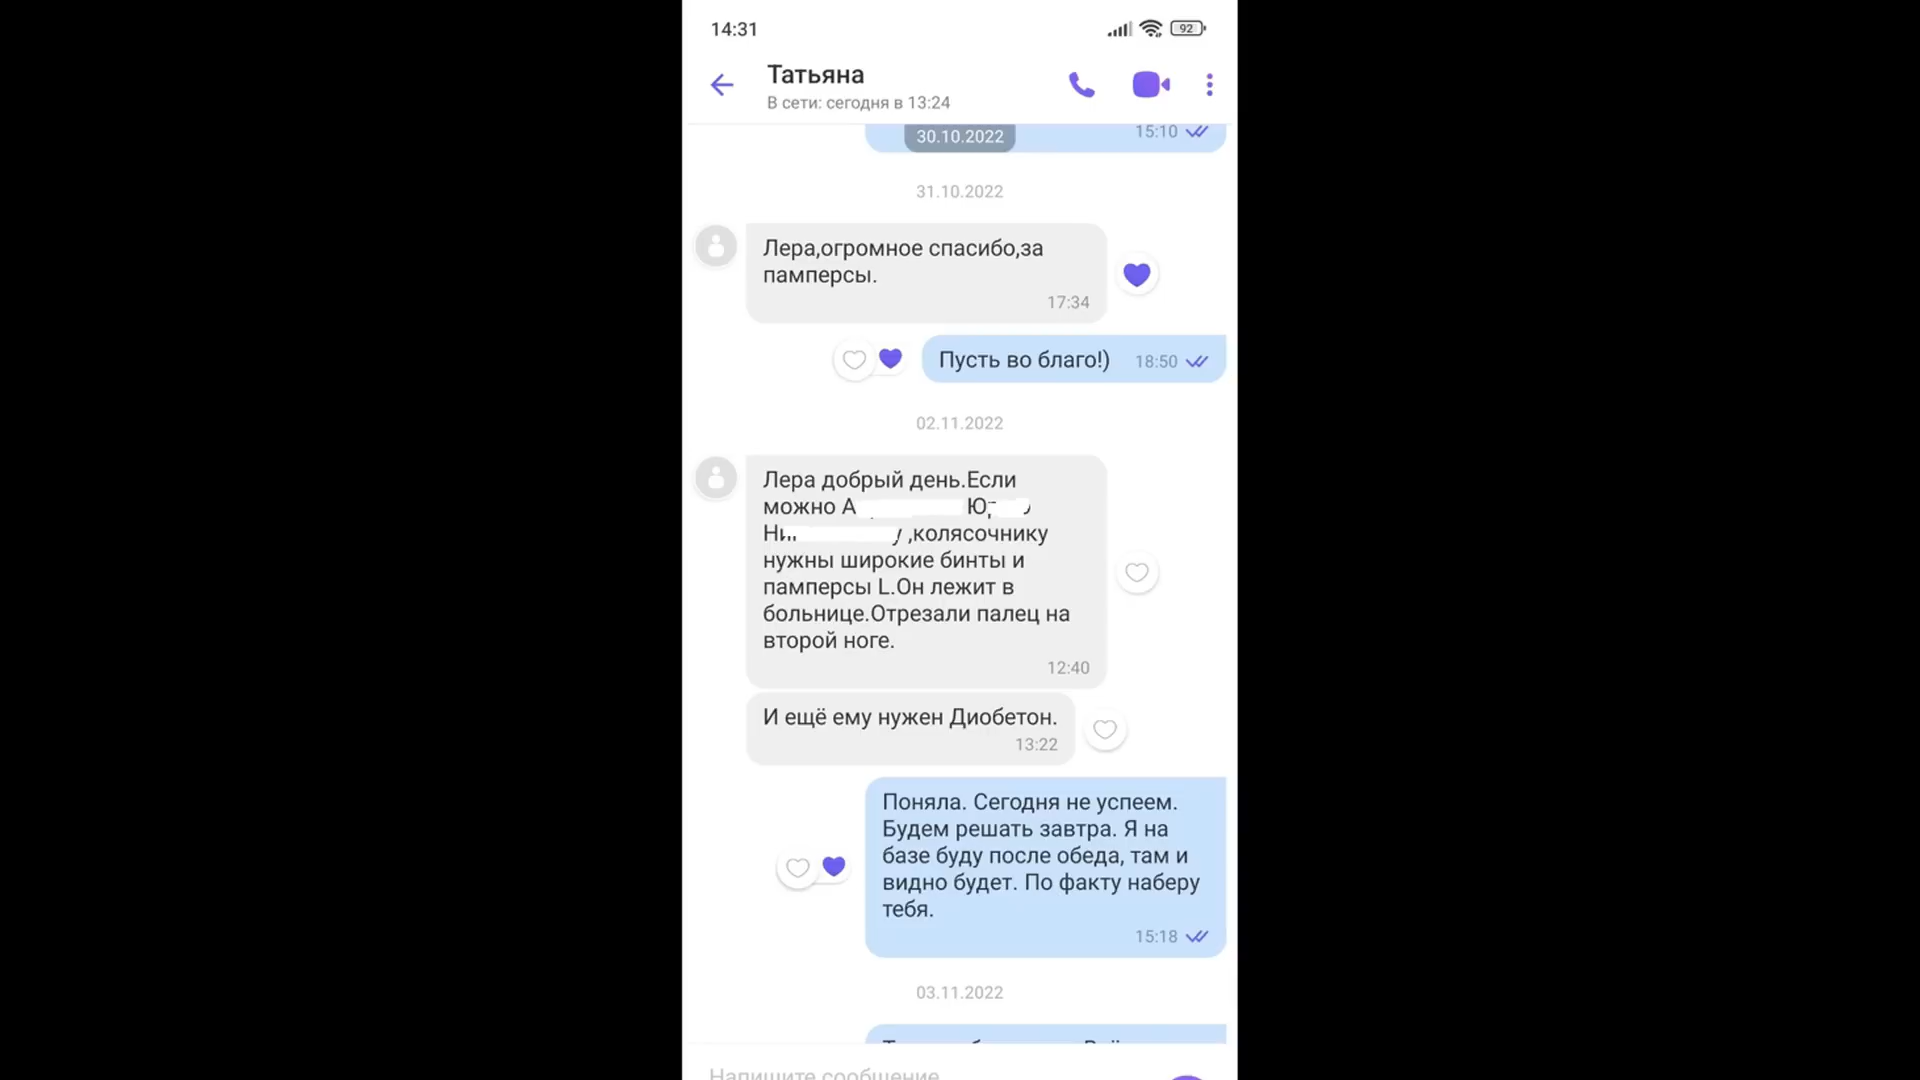 14:31
92
Татьяна
В сети: сегодня в 13:24
30.10.2022
15:10
31.10.2022
Лера,огромное спасибо,за
памперсы.
17:34
Пусть во благо!)
18:50
02.11.2022
Лера добрый день.Если
можно
,колясочнику
нужны широкие бинты и
памперсы L.Он лежит в
больнице.Отрезали палец на
второй ноге.
12:40
И ещё ему нужен Диобетон.
13:22
Поняла. Сегодня не успеем.
Будем решать завтра. Я на
базе буду после обеда, там и
видно будет. По факту наберу
тебя.
15:18
03.11.2022
Напишите сообщение